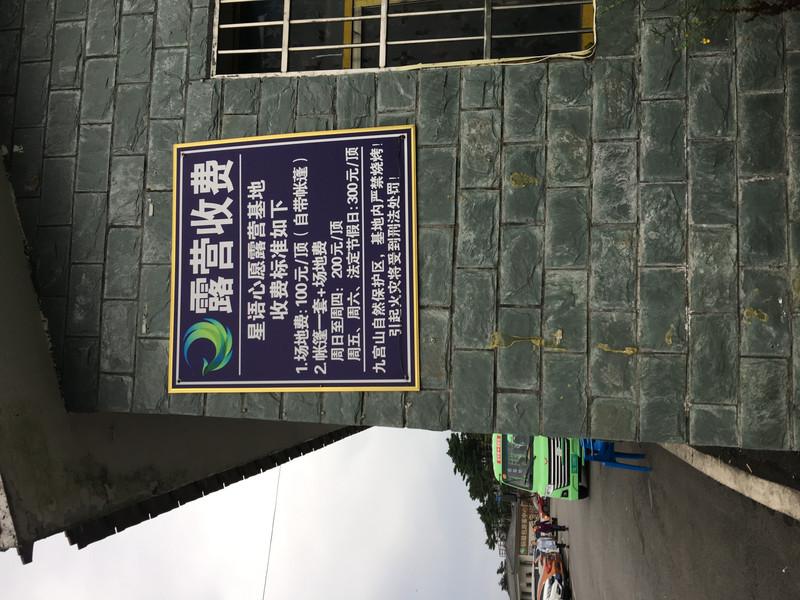 露营收费
星语心愿露营基地
收费标准如下
1.场地费:100元/顶(自带帐篷)
2.帐篷一套+场地费
周日至周四: 200元/顶
周五、周六、法定节假日:300元/顶
九宫山自然保护区，基地内严禁烧烤!
引起火灾将受到刑法处罚!